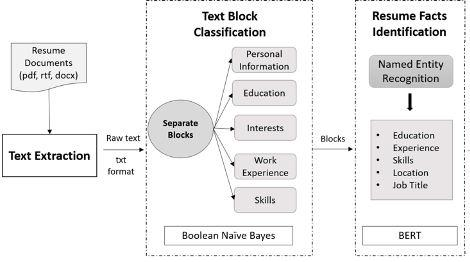 Resume
Documents
(pdf, rtf, docx)
Text Extraction
Raw text
txt
format
Text Block
Classification
Separate
Blocks
Personal
Information
Education
Interests
Work
Experience
Skills
Boolean Naïve Bayes
Blocks
Resume Facts
Identification
Named Entity
Recognition
• Education
• Experience
• Skills
• Location
• Job Title
BERT